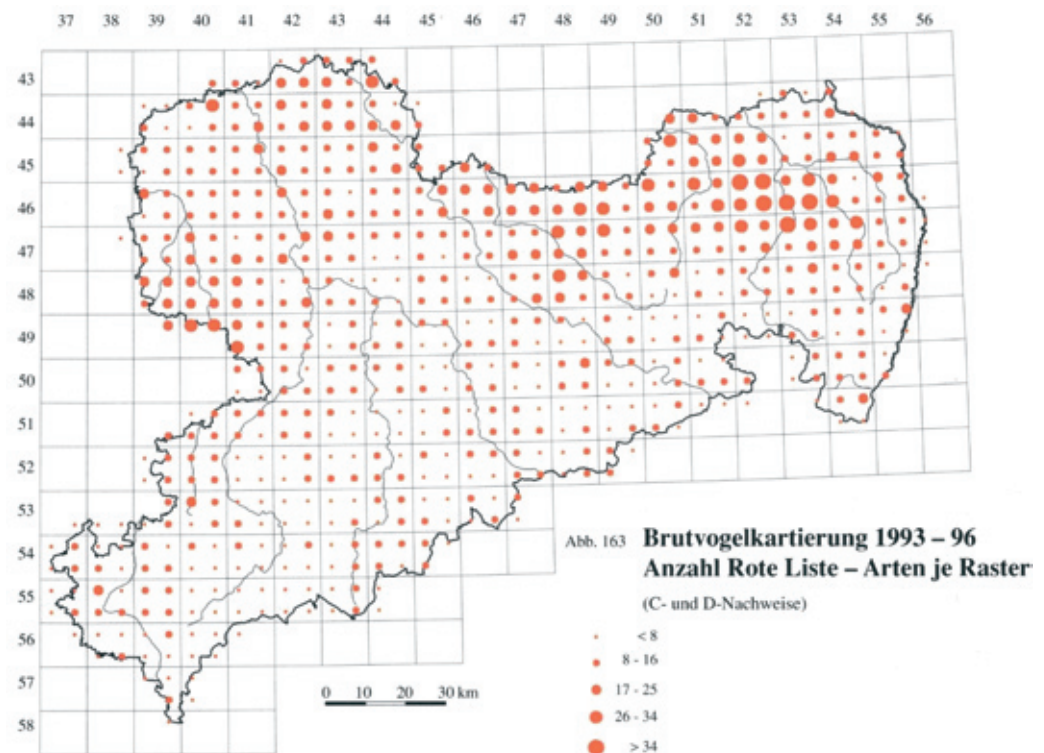 37 38 39 40 41 42 43 44 45 46 47 48 49 50 51 52 53 54 55 56
43
44
45
46
47
48
49
50
51
52
53
54
55
56
57
58
Abb. 163 Brutvogelkartierung 1993 – 96
Anzahl Rote Liste – Arten je Raster
(C- und D-Nachweise)
< 8
8 - 16
17 - 25
26 - 34
> 34
0 10 20 30 km